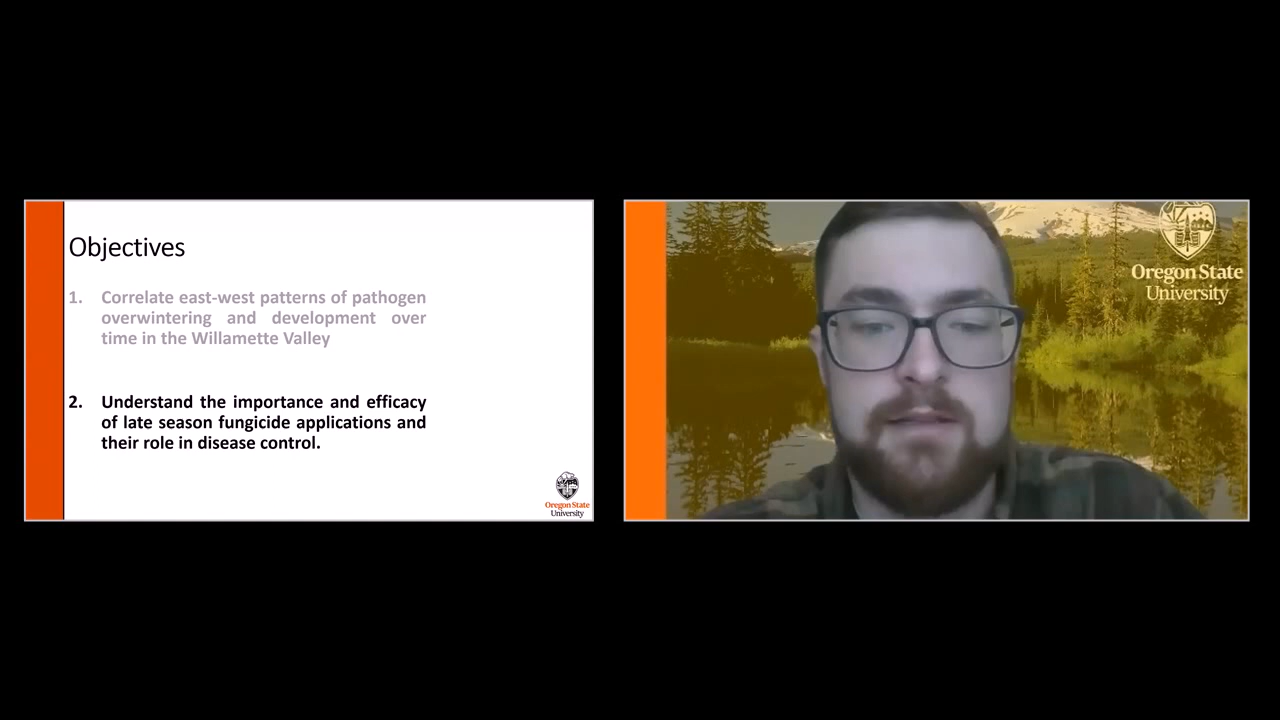 Objectives
1. Correlate east-west patterns of pathogen
overwintering and development over
time in the Willamette Valley
2. Understand the importance and efficacy
of late season fungicide applications and
their role in disease control.
Oregon State
University
Oregon State
University